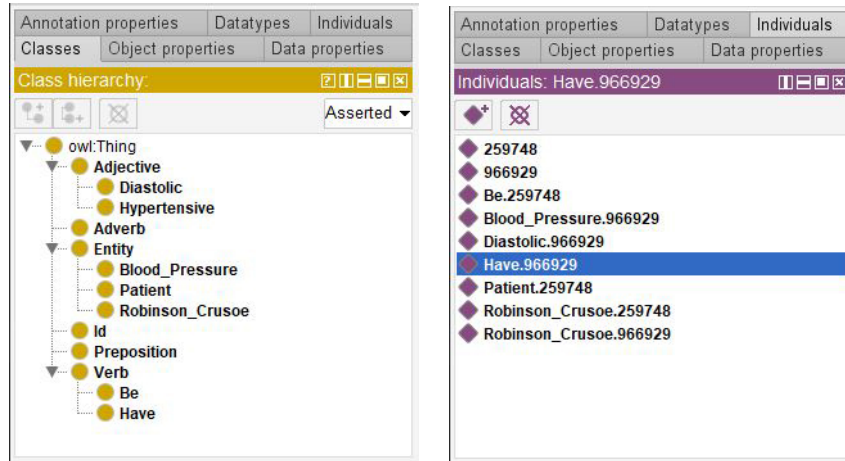 Annotation properties Datatypes Individuals
Classes Object properties Data properties
Class hierarchy:
Asserted
owl:Thing
Adjective
Diastolic
Hypertensive
Adverb
Entity
Blood_Pressure
Patient
Robinson_Crusoe
Id
Preposition
Verb
Be
Have
Annotation properties Datatypes Individuals
Classes Object properties Data properties
Individuals: Have.966929
259748
966929
Be.259748
Blood_Pressure.966929
Diastolic.966929
Have.966929
Patient.259748
Robinson_Crusoe.259748
Robinson_Crusoe.966929